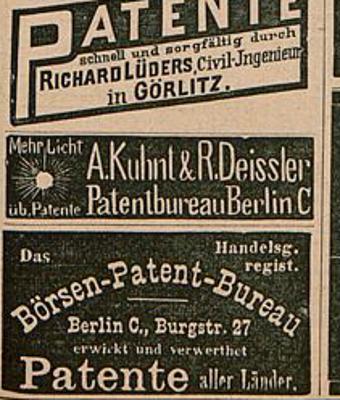 PATENTE
schnell und sorgfältig durch
RICHARD LÜDERS, Civil-Ingenieur
in GÖRLITZ.
Mehr Licht
üb. Patente
A. Kuhnt & R. Deissler
Patentbureau Berlin C
Das
Handelsg.
regist.
Börsen-Patent-Bureau
Berlin C., Burgstr. 27
erwirkt und verwerthet
Patente aller Länder.